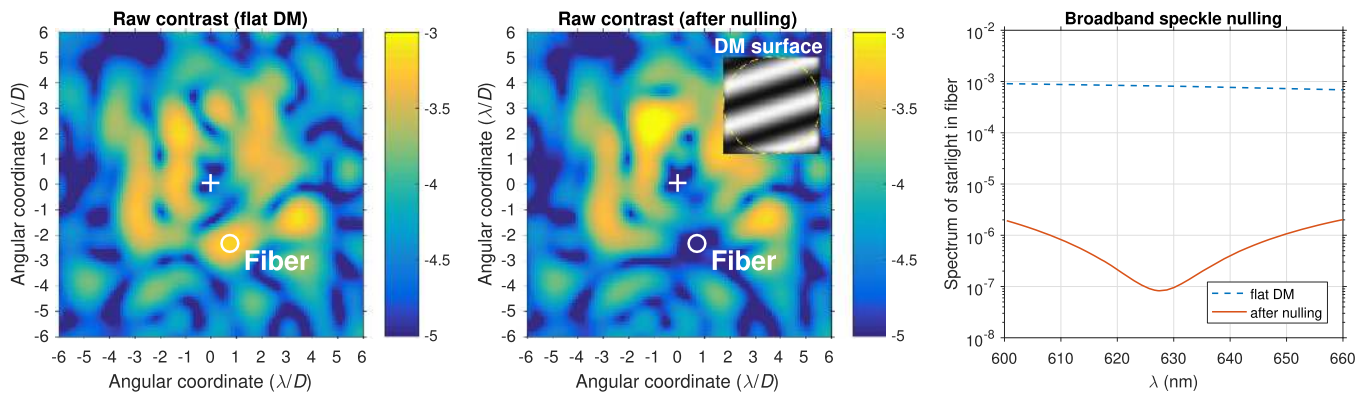 Raw contrast (flat DM)
Angular coordinate (λ/D)
6
5
4
3
2
1
0
-1
-2
-3
-4
-5
-6
Fiber
-6 -5 -4 -3 -2 -1 0 1 2 3 4 5 6
Angular coordinate (λ/D)
-3
-3.5
-4
-4.5
-5
Raw contrast (after nulling)
Angular coordinate (λ/D)
6
5
4
3
2
1
0
-1
-2
-3
-4
-5
-6
DM surface
Fiber
-6 -5 -4 -3 -2 -1 0 1 2 3 4 5 6
Angular coordinate (λ/D)
-3
-3.5
-4
-4.5
-5
Broadband speckle nulling
Spectrum of starlight in fiber
10^-2
10^-3
10^-4
10^-5
10^-6
10^-7
10^-8
flat DM
after nulling
600 610 620 630 640 650 660
λ (nm)